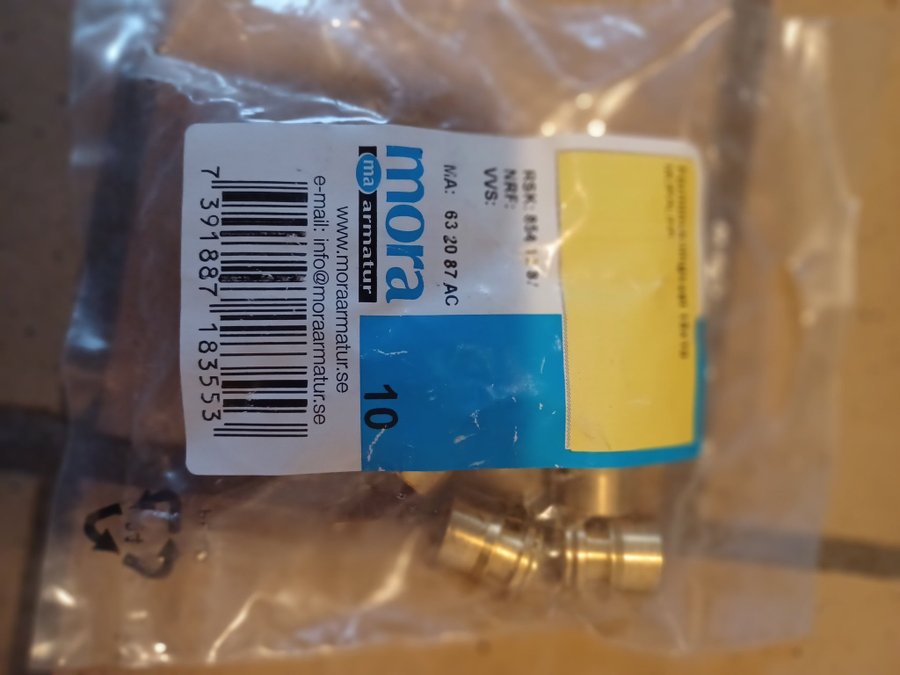 mora
ma armatur
MA: 63 20 87 AC
RSK: 854
NRF:
VVS:
10
www.moraarmatur.se
e-mail: info@moraarmatur.se
7 391887 183553